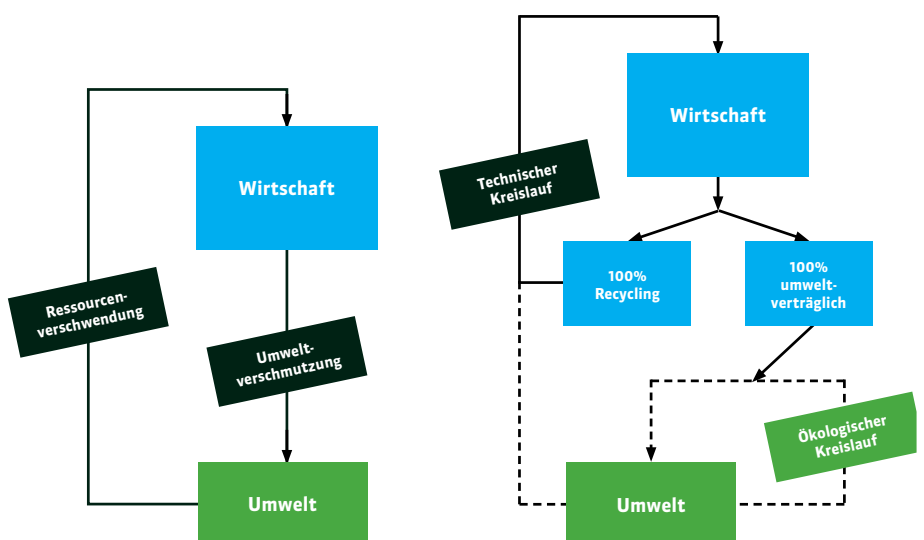 Wirtschaft
Ressourcen-
verschwendung
Umwelt-
verschmutzung
Umwelt
Wirtschaft
Technischer
Kreislauf
100%
Recycling
100%
umwelt-
verträglich
Ökologischer
Kreislauf
Umwelt